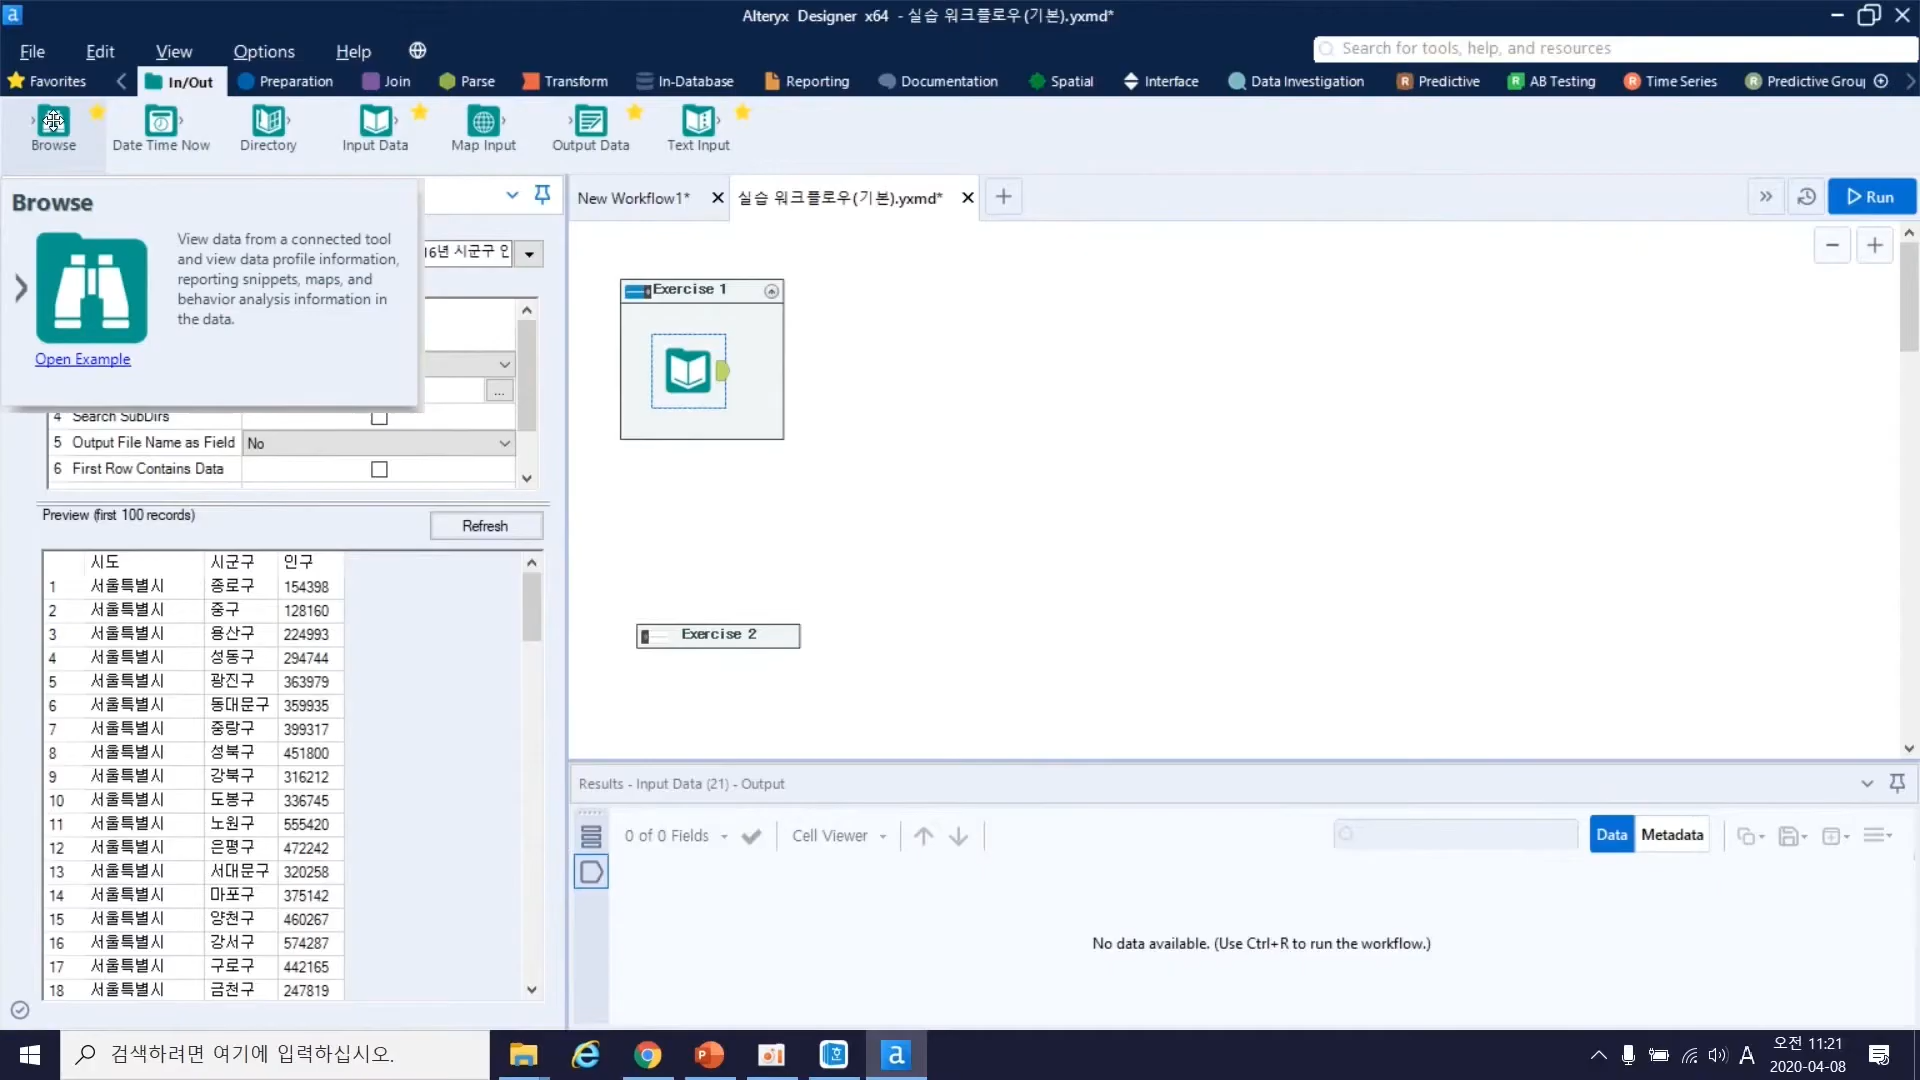 Alteryx Designer x64 - 실습 워크플로우(기본).yxmd*
File Edit View Options Help
Search for tools, help, and resources
Favorites In/Out Preparation Join Parse Transform In-Database Reporting Documentation Spatial Interface Data Investigation Predictive AB Testing Time Series Predictive Grou
Browse Date Time Now Directory Input Data Map Input Output Data Text Input
Browse
View data from a connected tool
and view data profile information,
reporting snippets, maps, and
behavior analysis information in
the data.
Open Example
16년 시군구 인
New Workflow1* 실습 워크플로우(기본).yxmd*
Run
Exercise 1
Exercise 2
...
4 Search SubDirs
5 Output File Name as Field No
6 First Row Contains Data
Preview (first 100 records)
Refresh
시도 시군구 인구
1 서울특별시 종로구 154398
2 서울특별시 중구 128160
3 서울특별시 용산구 224993
4 서울특별시 성동구 294744
5 서울특별시 광진구 363979
6 서울특별시 동대문구 359935
7 서울특별시 중랑구 399317
8 서울특별시 성북구 451800
9 서울특별시 강북구 316212
10 서울특별시 도봉구 336745
11 서울특별시 노원구 555420
12 서울특별시 은평구 472242
13 서울특별시 서대문구 320258
14 서울특별시 마포구 375142
15 서울특별시 양천구 460267
16 서울특별시 강서구 574287
17 서울특별시 구로구 442165
18 서울특별시 금천구 247819
Results - Input Data (21) - Output
0 of 0 Fields Cell Viewer Data Metadata
No data available. (Use Ctrl+R to run the workflow.)
검색하려면 여기에 입력하십시오.
A
오전 11:21
2020-04-08